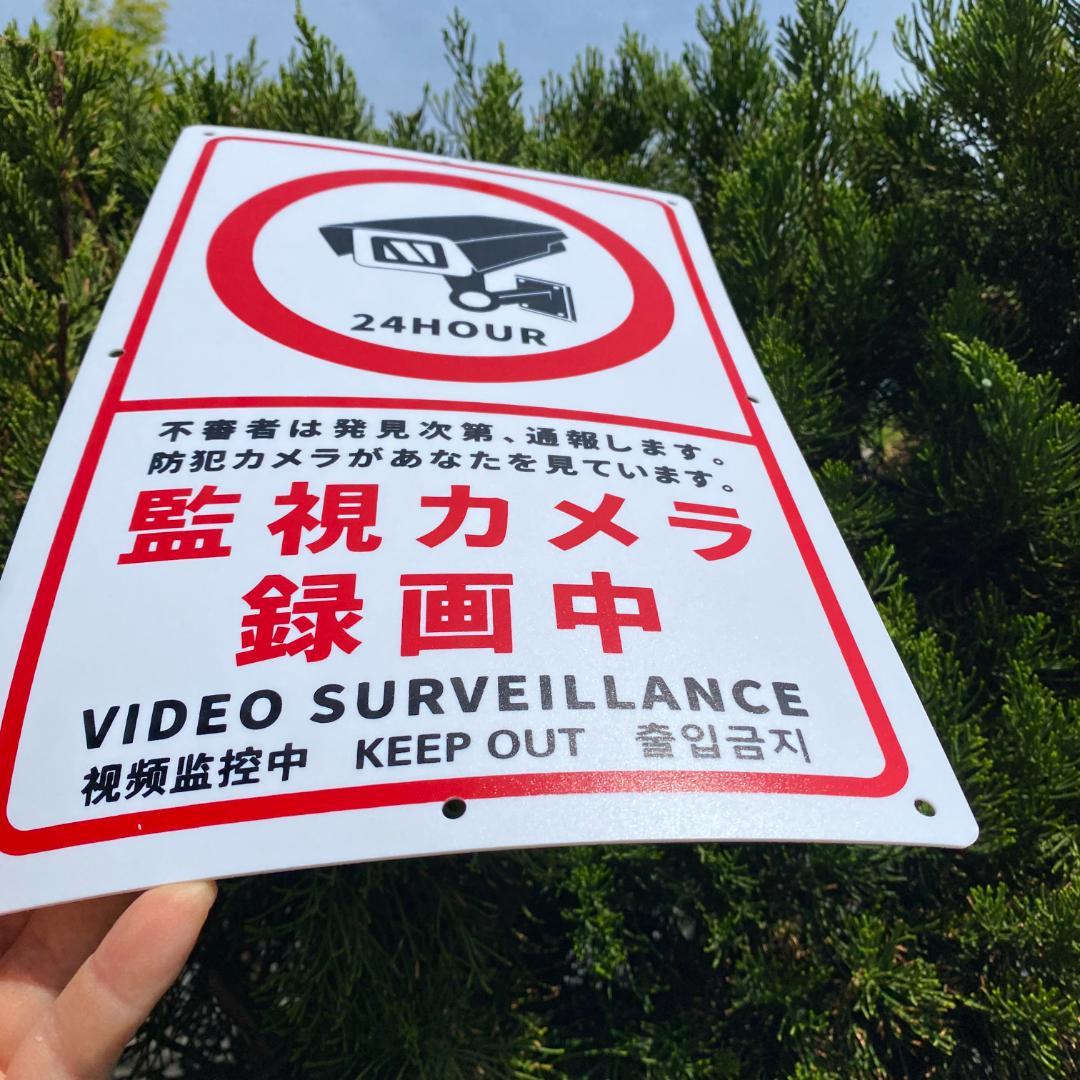 24HOUR
不審者は発見次第、通報します。
防犯カメラがあなたを見ています。
監視カメラ
録画中
VIDEO SURVEILLANCE
视频监控中 KEEP OUT 출입금지